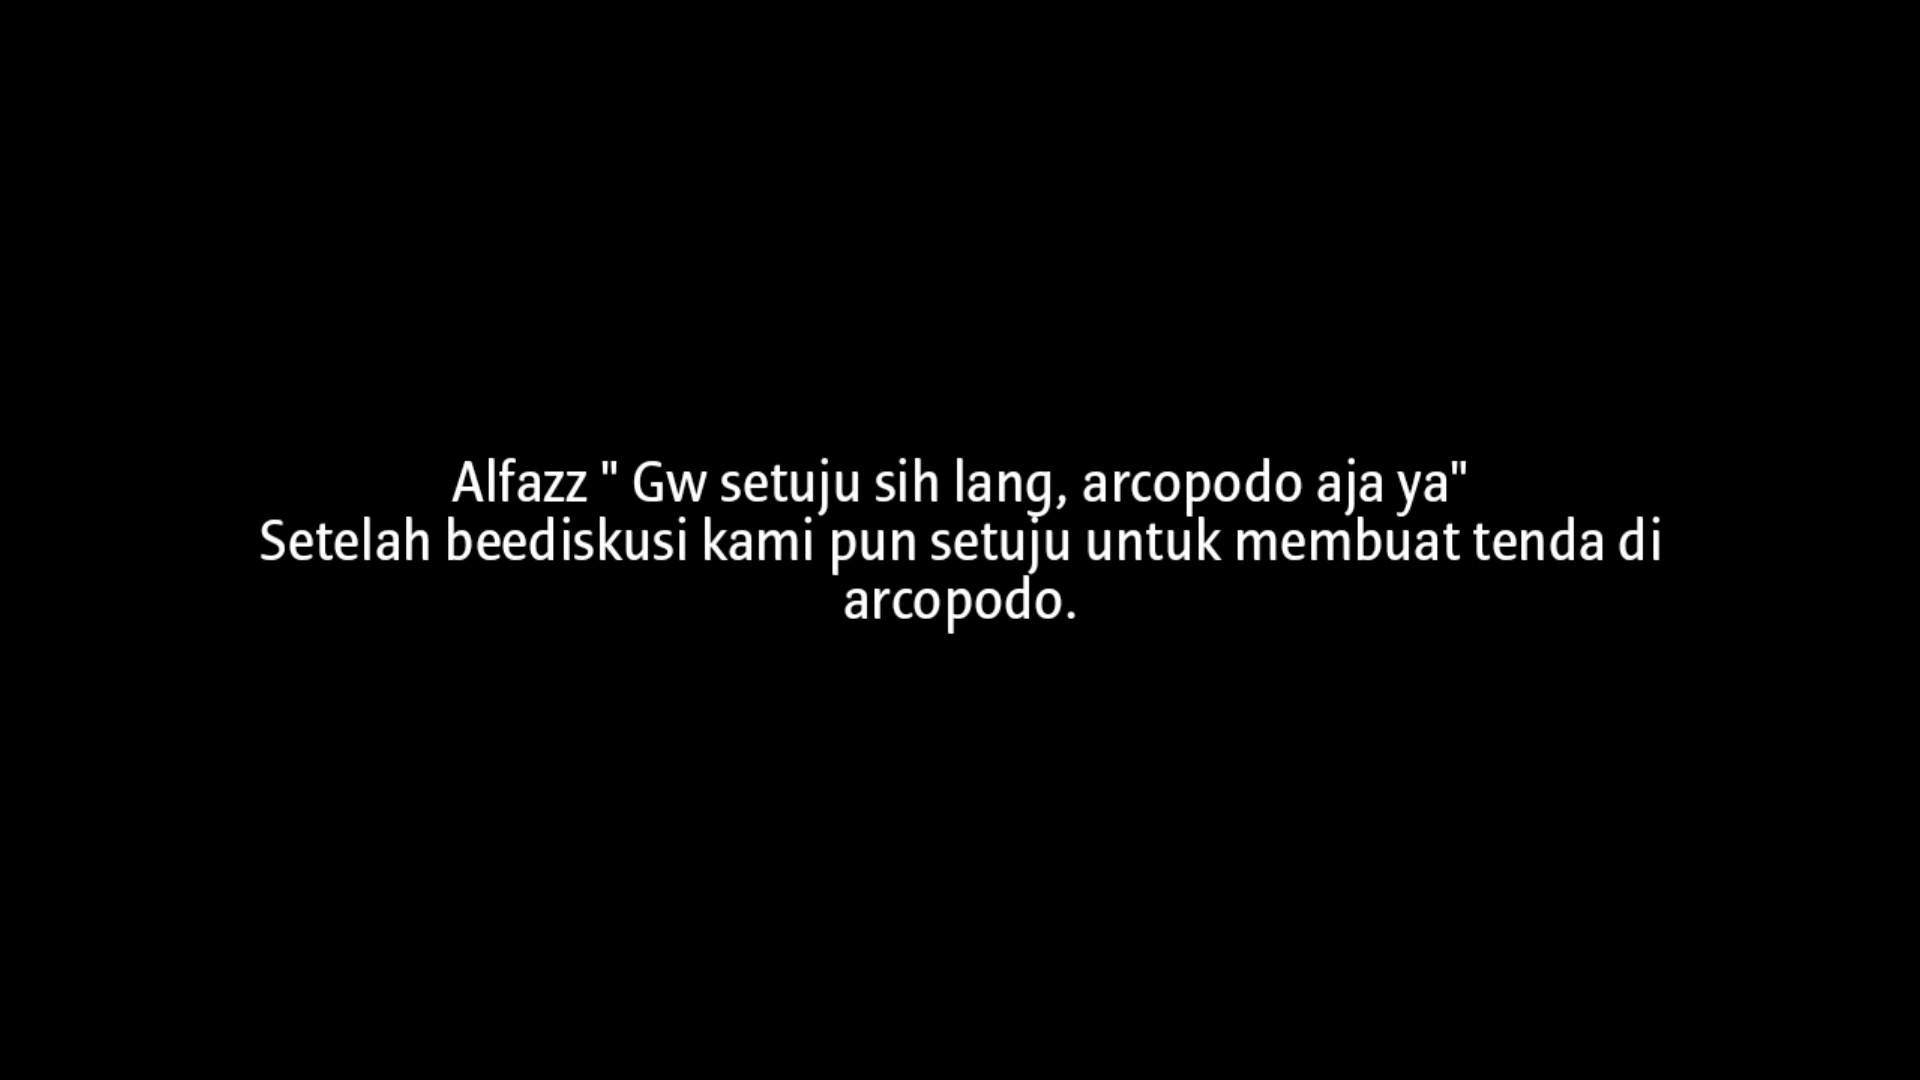 Alfazz " Gw setuju sih lang, arcopodo aja ya"
Setelah beediskusi kami pun setuju untuk membuat tenda di
arcopodo.